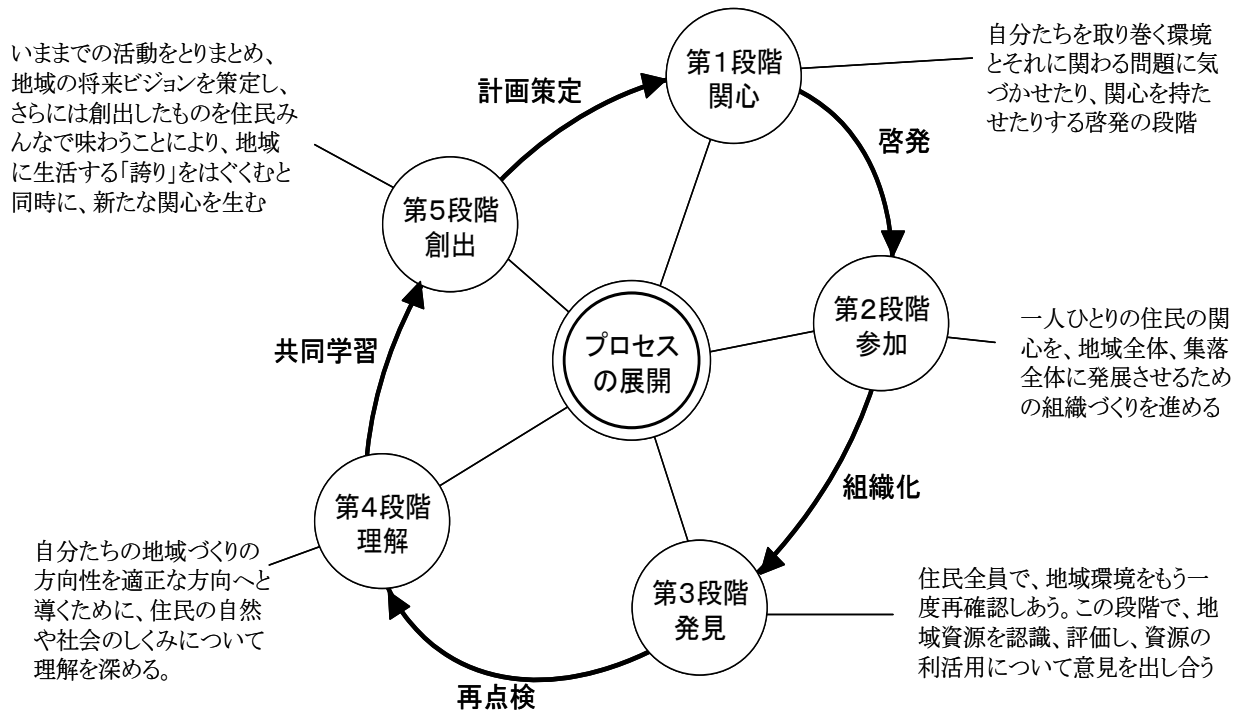 いままでの活動をとりまとめ、
地域の将来ビジョンを策定し、
さらには創出したものを住民み
んなで味わうことにより、地域
に生活する「誇り」をはぐくむと
同時に、新たな関心を生む
計画策定
第1段階
関心
自分たちを取り巻く環境
とそれに関わる問題に気
づかせたり、関心を持た
せたりする啓発の段階
啓発
第5段階
創出
第2段階
参加
一人ひとりの住民の関
心を、地域全体、集落
全体に発展させるため
の組織づくりを進める
プロセス
の展開
共同学習
組織化
第4段階
理解
自分たちの地域づくりの
方向性を適正な方向へと
導くために、住民の自然
や社会のしくみについて
理解を深める。
第3段階
発見
住民全員で、地域環境をもう一
度再確認しあう。この段階で、地
域資源を認識、評価し、資源の
利活用について意見を出し合う
再点検